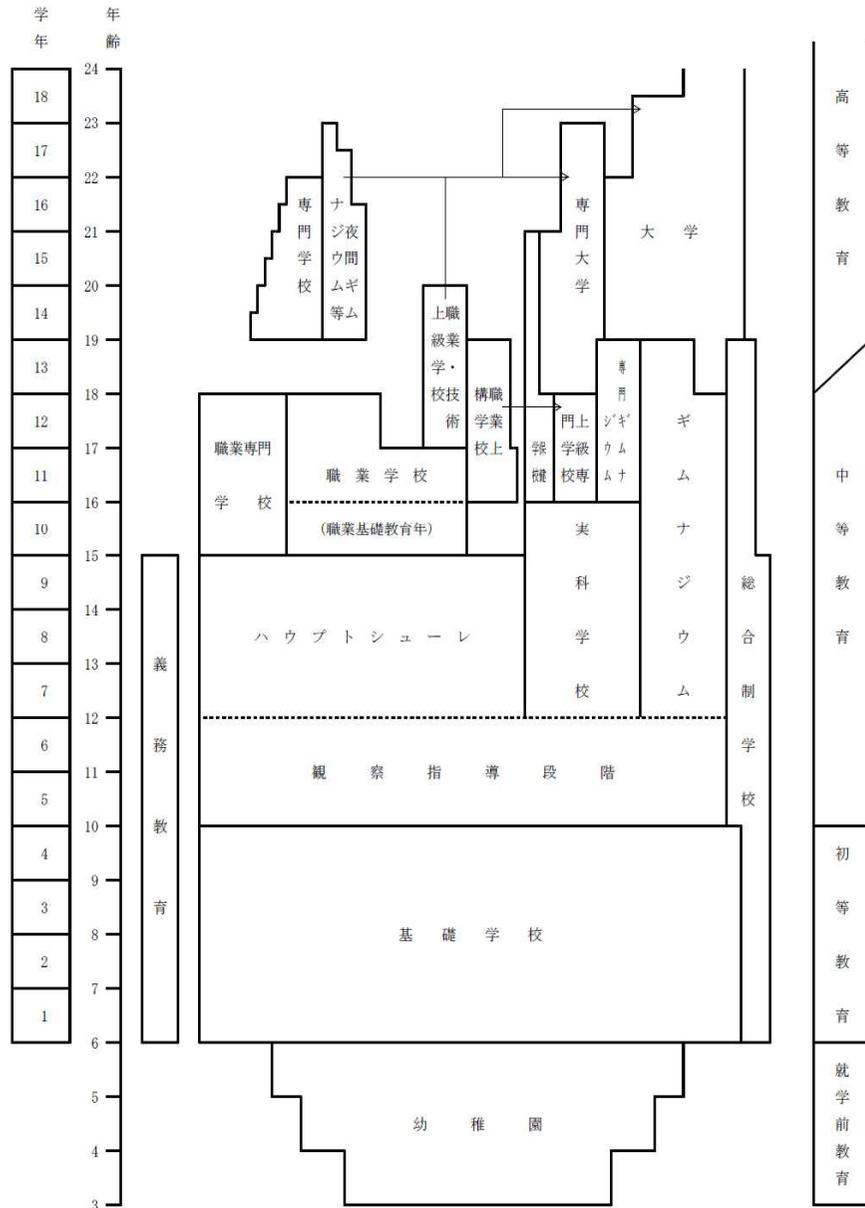 学年
年齢
24
18
23
17
22
16
21
15
20
14
19
13
18
12
17
11
16
10
15
9
14
8
13
7
12
6
11
5
10
4
9
3
8
2
7
1
6
5
4
3
義務教育
専門学校
夜間ギム
ナジウム等
職業・技術
上級学校
職業上
構学校
専門大学
大学
上級専
門学校
専門ギムナ
ジウム
職業専門
学校
職業学校
(職業基礎教育年)
実科学校
ギムナジウム
総合制学校
ハウプトシューレ
観察指導段階
基礎学校
幼稚園
高等教育
中等教育
初等教育
就学前教育